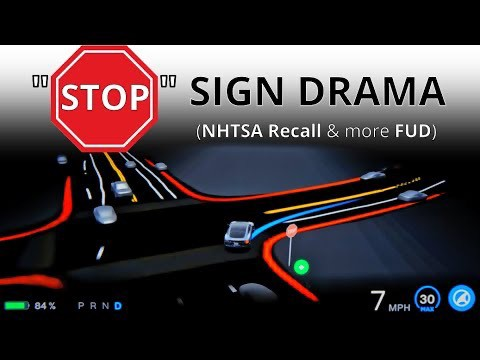 "STOP" SIGN DRAMA
(NHTSA Recall & more FUD)
84% P R N D 7 MPH 30 MAX